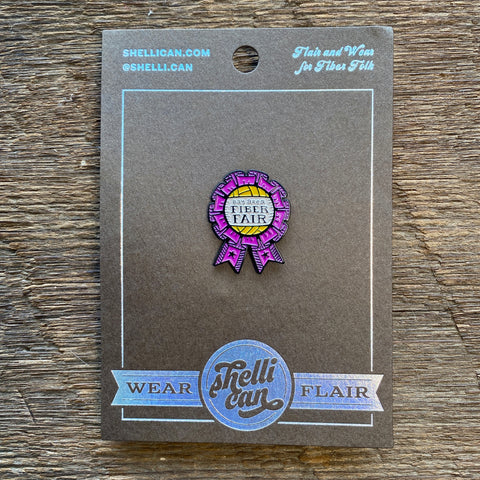 SHELLICAN.COM
@SHELLI.CAN
Flair and Wear
for Fiber Folk
FIBER
FAIR
WEAR
shelli
can
FLAIR